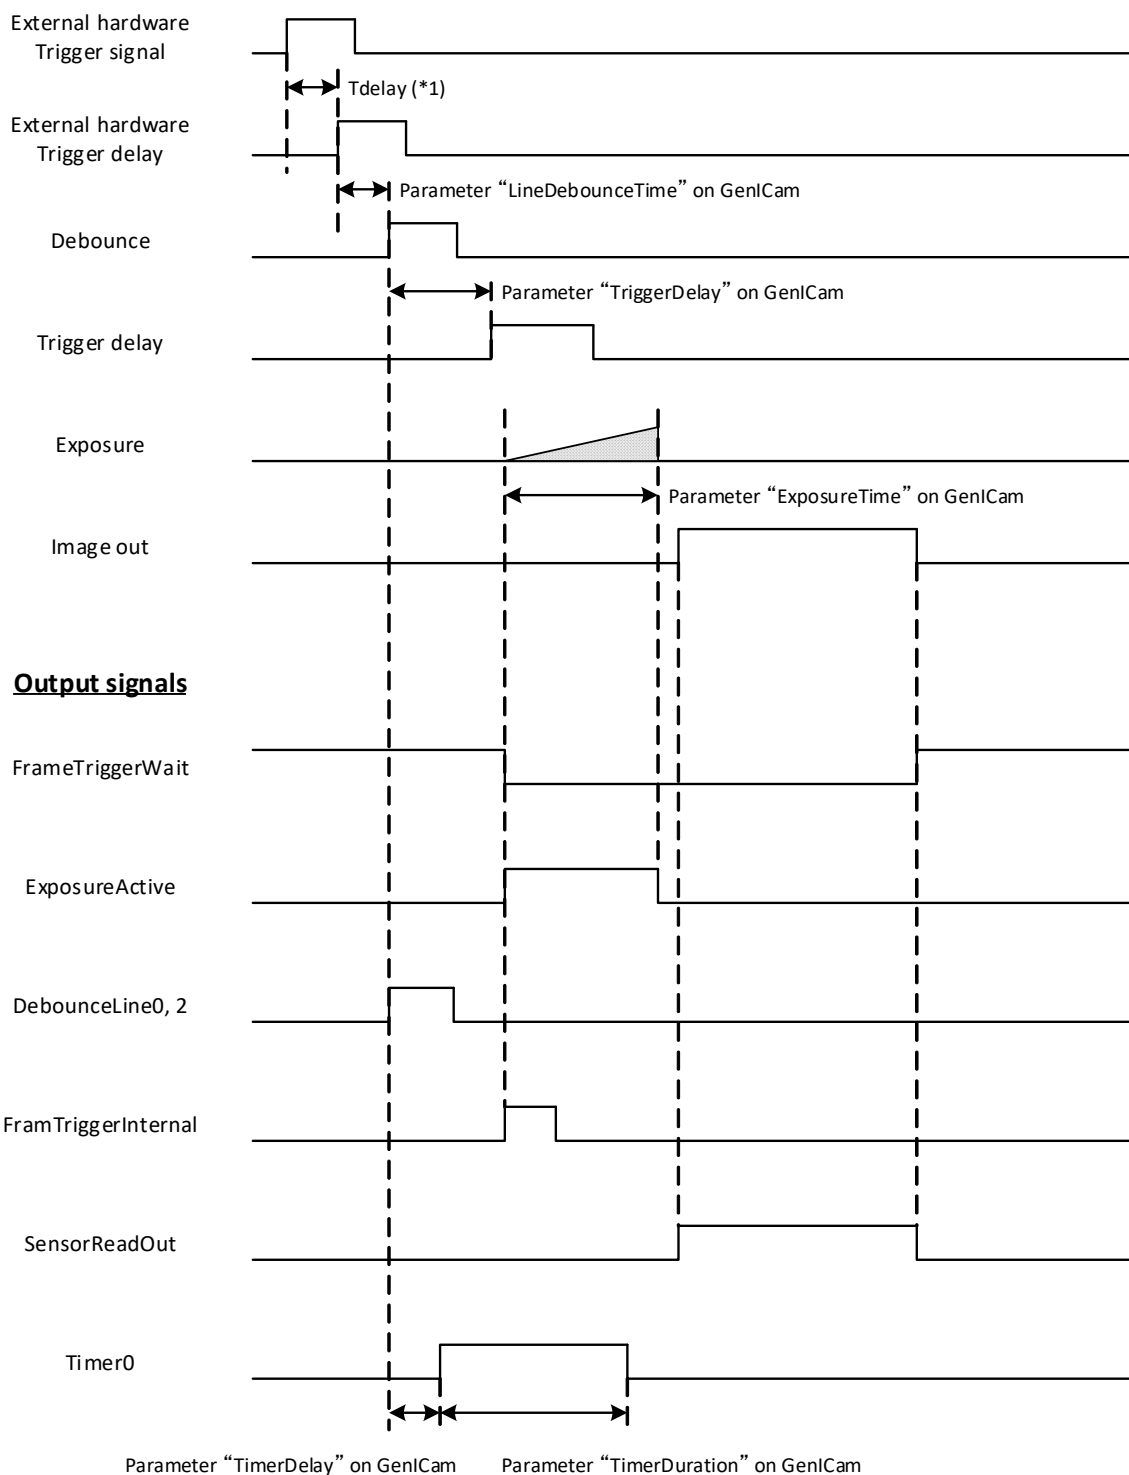 External hardware
Trigger signal
Tdelay (*1)
External hardware
Trigger delay
Parameter “LineDebounceTime” on GenICam
Debounce
Parameter “TriggerDelay” on GenICam
Trigger delay
Exposure
Parameter “ExposureTime” on GenICam
Image out
Output signals
FrameTriggerWait
ExposureActive
DebounceLine0, 2
FramTriggerInternal
SensorReadOut
Timer0
Parameter “TimerDelay” on GenICam
Parameter “TimerDuration” on GenICam